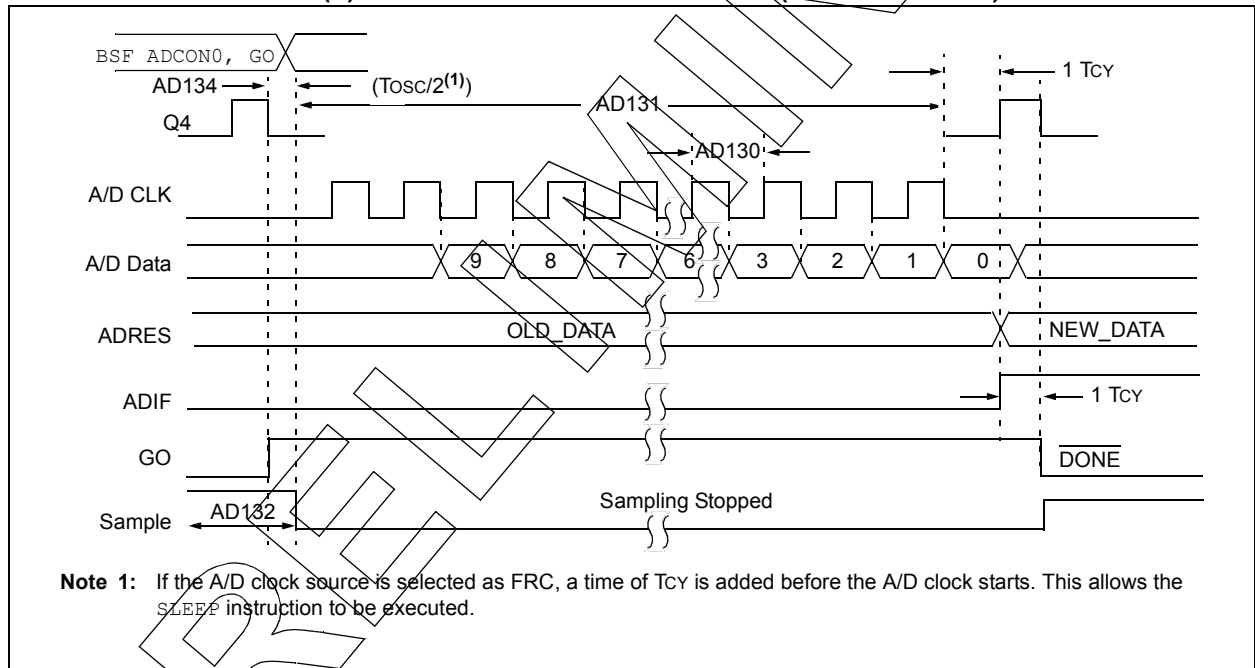 BSF ADCON0, GO
1 TCY
AD134
(TOSC/2(1))
AD131
Q4
AD130
A/D CLK
A/D Data
9 8 7 6 3 2 1 0
ADRES
OLD_DATA
NEW_DATA
ADIF
1 TCY
GO
DONE
Sample
AD132
Sampling Stopped
Note 1: If the A/D clock source is selected as FRC, a time of TCY is added before the A/D clock starts. This allows the
SLEEP instruction to be executed.